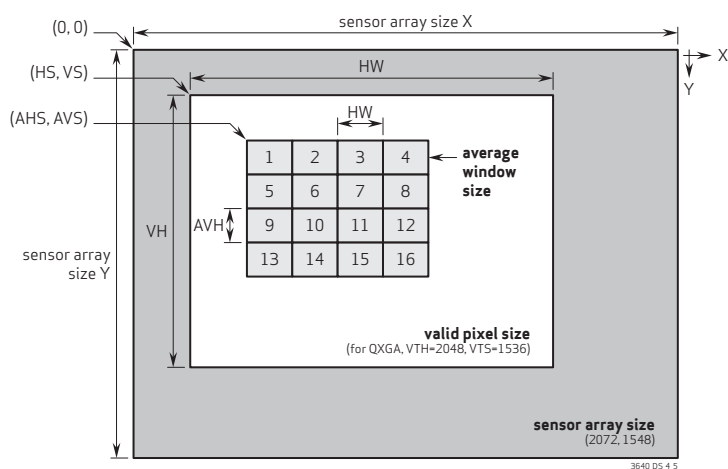 (0, 0)
sensor array size X
X
Y
(HS, VS)
HW
(AHS, AVS)
HW
1 2 3 4
average
window
size
5 6 7 8
VH
AVH
9 10 11 12
sensor array
size Y
13 14 15 16
valid pixel size
(for QXGA, VTH=2048, VTS=1536)
sensor array size
(2072, 1548)
3640 DS 4 5